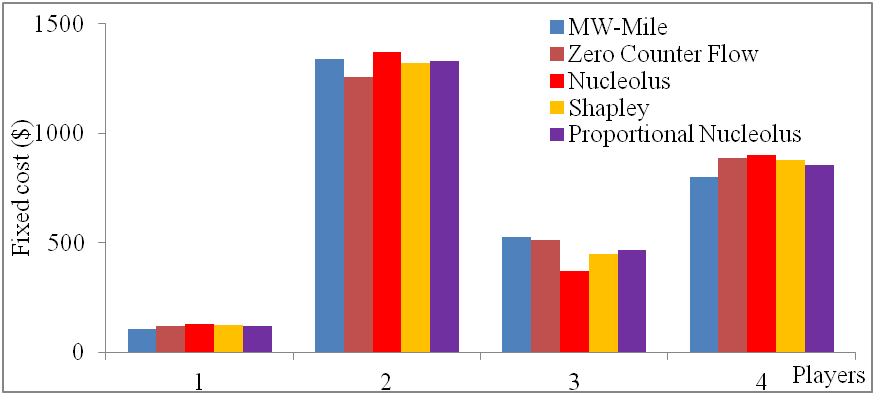 1500
1000
500
0
Fixed cost ($)
MW-Mile
Zero Counter Flow
Nucleolus
Shapley
Proportional Nucleolus
1
2
3
4
Players